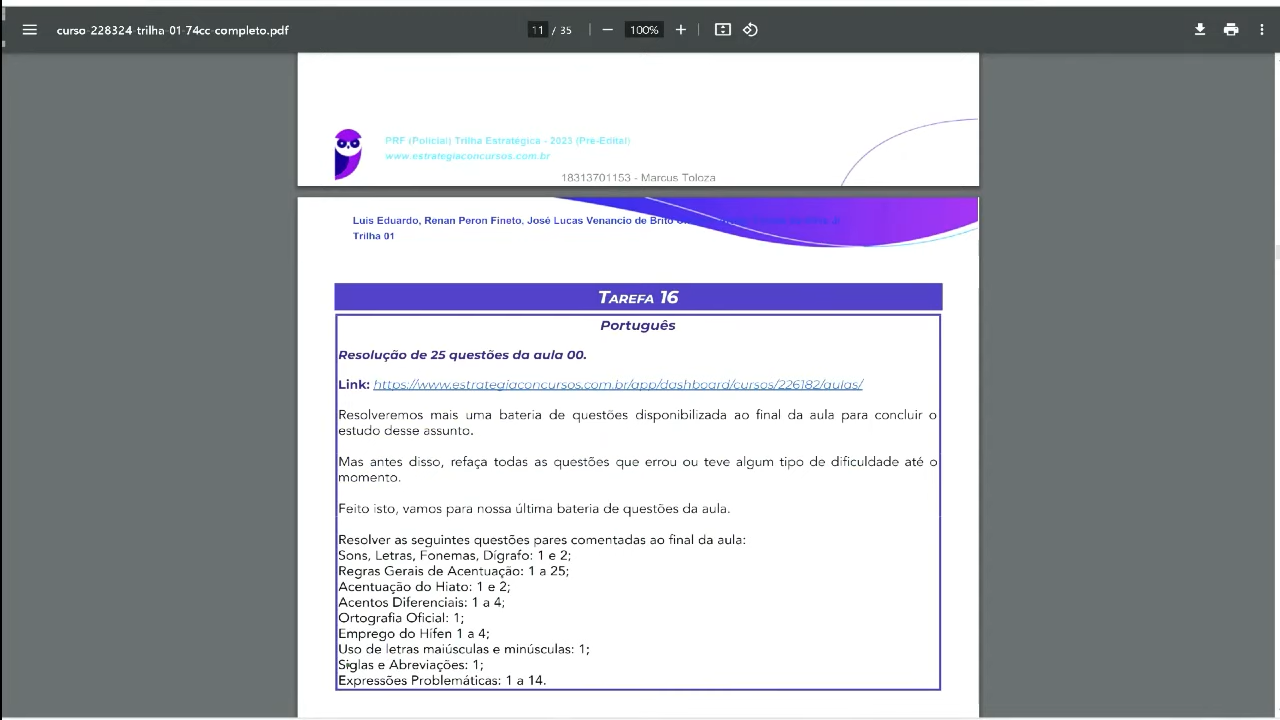 curso-228324-trilha-01-74cc-completo.pdf
11 / 35
100%
PRF (Policial) Trilha Estratégica - 2023 (Pré-Edital)
www.estrategiaconcursos.com.br
18313701153 - Marcus Toloza
Luis Eduardo, Renan Peron Fineto, José Lucas Venancio de Brito
Trilha 01
TAREFA 16
Português
Resolução de 25 questões da aula 00.
Link: https://www.estrategiaconcursos.com.br/app/dashboard/cursos/226182/aulas/
Resolveremos mais uma bateria de questões disponibilizada ao final da aula para concluir o
estudo desse assunto.
Mas antes disso, refaça todas as questões que errou ou teve algum tipo de dificuldade até o
momento.
Feito isto, vamos para nossa última bateria de questões da aula.
Resolver as seguintes questões pares comentadas ao final da aula:
Sons, Letras, Fonemas, Dígrafo: 1 e 2;
Regras Gerais de Acentuação: 1 a 25;
Acentuação do Hiato: 1 e 2;
Acentos Diferenciais: 1 a 4;
Ortografia Oficial: 1;
Emprego do Hífen 1 a 4;
Uso de letras maiúsculas e minúsculas: 1;
Siglas e Abreviações: 1;
Expressões Problemáticas: 1 a 14.